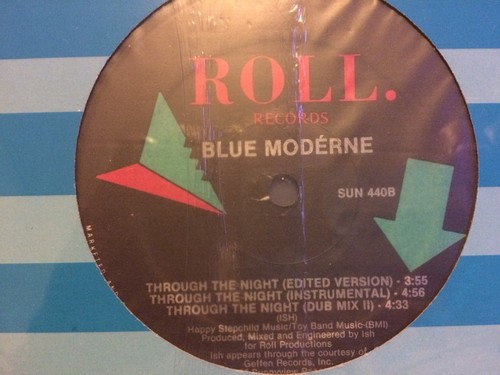 ROLL.
RECORDS
BLUE MODÉRNE
SUN 440B
THROUGH THE NIGHT (EDITED VERSION) - 3:55
THROUGH THE NIGHT (INSTRUMENTAL) - 4:56
THROUGH THE NIGHT (DUB MIX II) - 4:33
(ISH)
Happy Stepchild Music/Toy Band Music (BMI)
Produced, Mixed and Engineered by Ish
for Roll Productions
Ish appears through the courtesy of
Geffen Records, Inc.
MARKETED AND